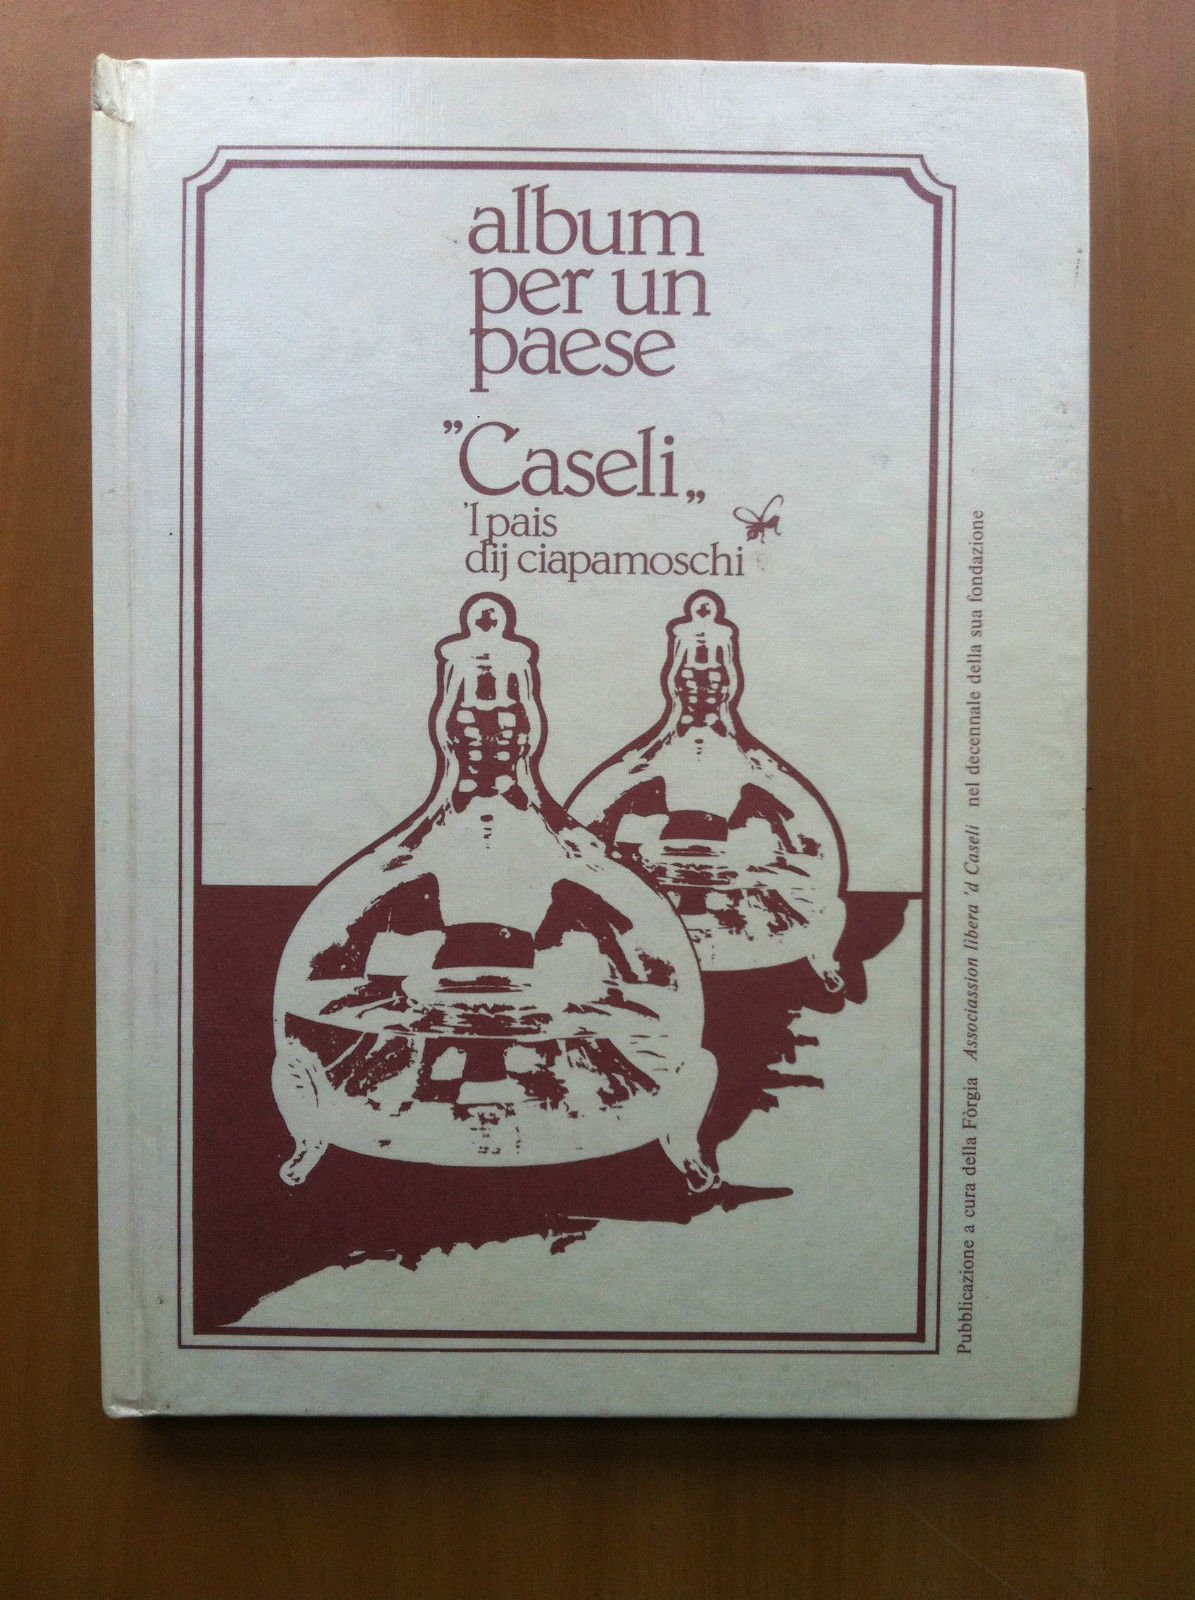 album
per un
paese
”Caseli„
'l pais
dij ciapamoschi
Pubblicazione a cura della Fòrgia Associassion libera 'd Caseli nel decennale della sua fondazione